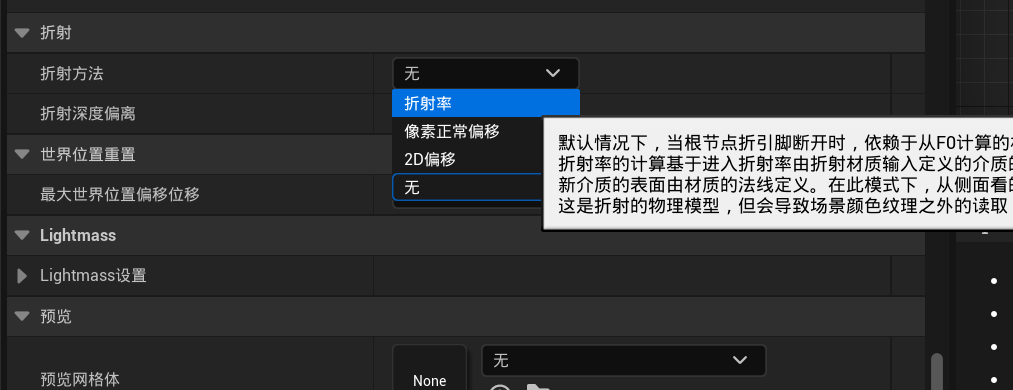 折射
折射方法
无
折射率
像素正常偏移
2D偏移
无
折射深度偏离
世界位置重置
最大世界位置偏移位移
默认情况下，当根节点折引脚断开时，依赖于从F0计算的
折射率的计算基于进入折射率由折射材质输入定义的介质
新介质的表面由材质的法线定义。在此模式下，从侧面看
这是折射的物理模型，但会导致场景颜色纹理之外的读取
Lightmass
Lightmass设置
预览
预览网格体
None
无